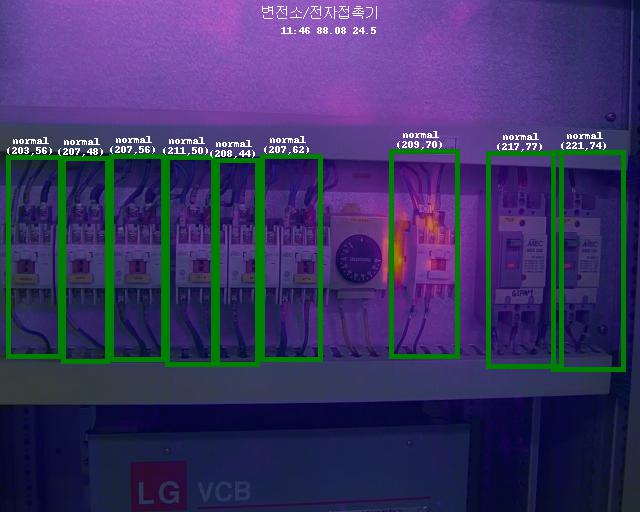 변전소/전자접촉기
11:46 88.08 24.5
normal
(203,56)
normal
(207,48)
normal
(207,56)
normal
(211,50)
normal
(208,44)
normal
(207,62)
normal
(209,70)
normal
(217,77)
normal
(221,74)
MEC
LG VCB